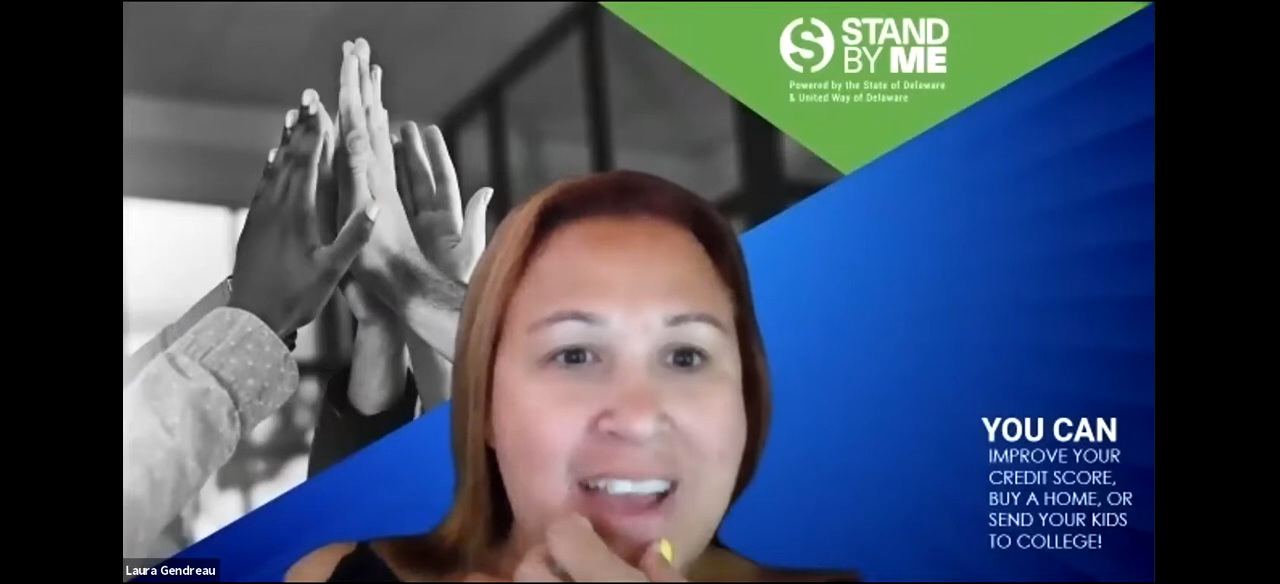 STAND
BY ME
Powered by the State of Delaware
& United Way of Delaware
YOU CAN
IMPROVE YOUR
CREDIT SCORE,
BUY A HOME, OR
SEND YOUR KIDS
TO COLLEGE!
Laura Gendreau